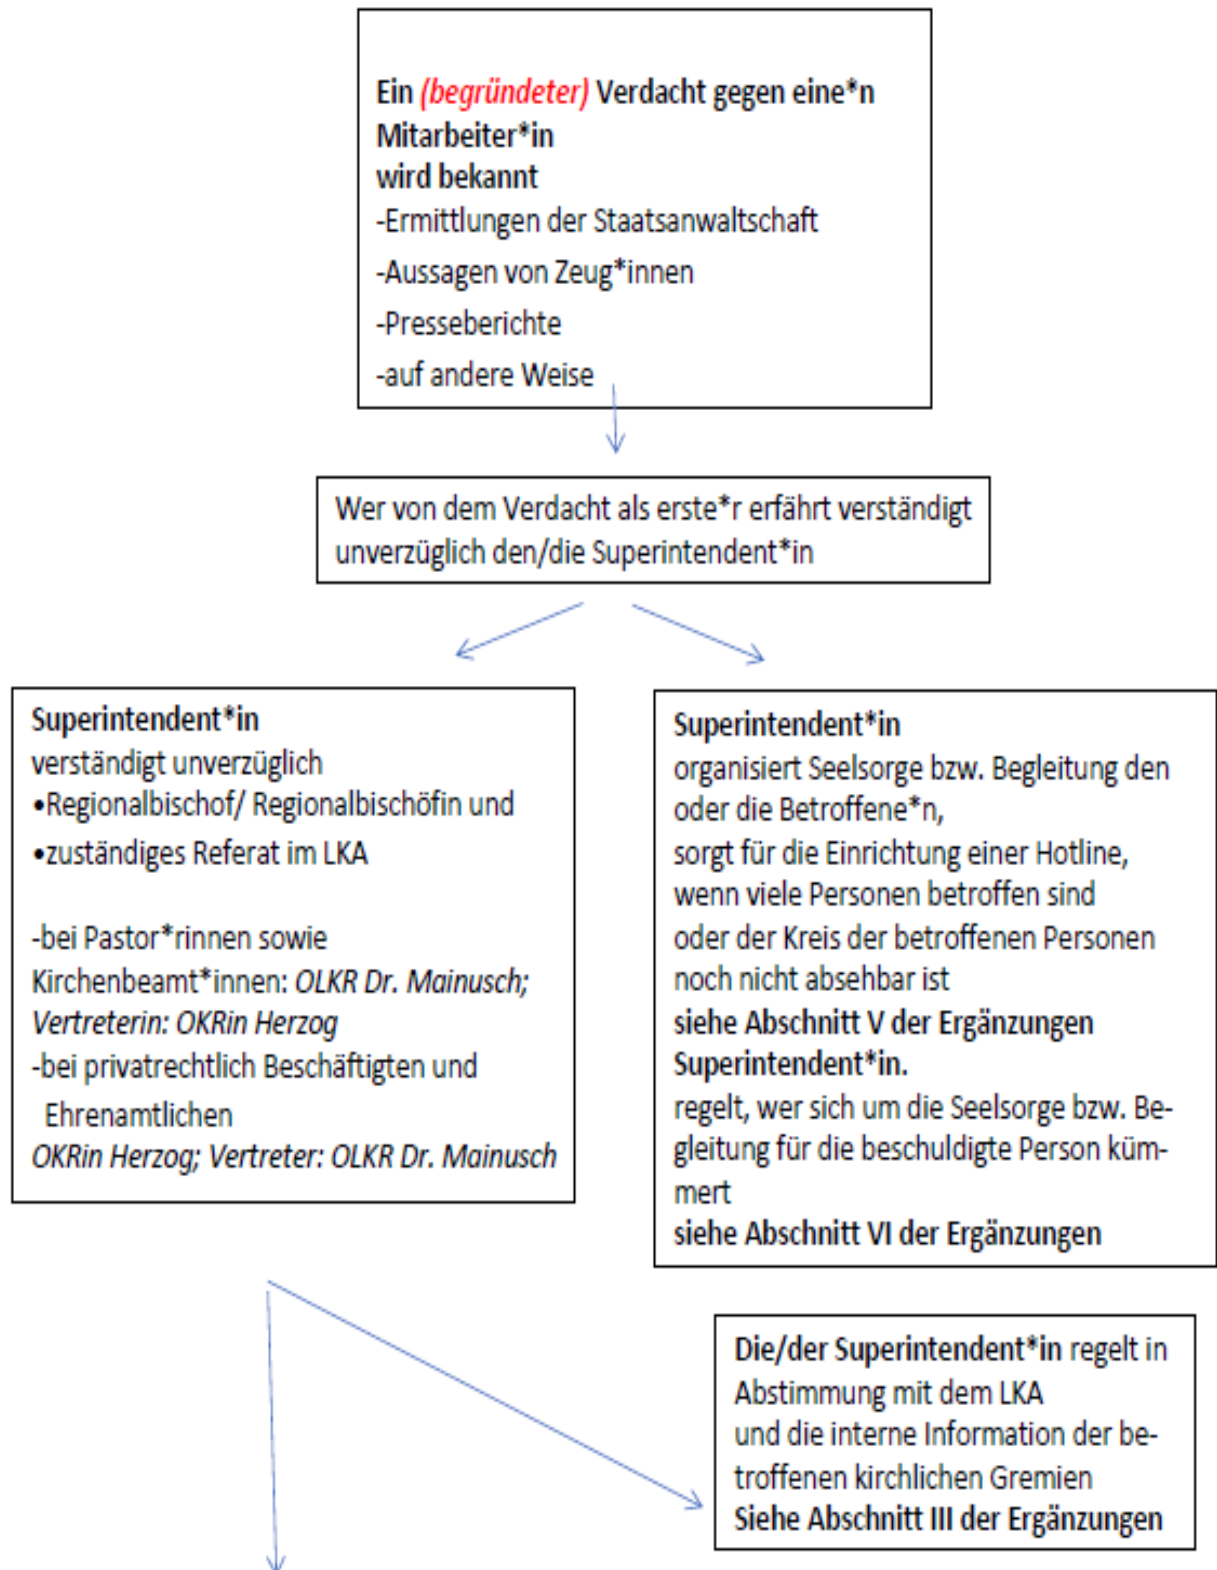 Ein (begründeter) Verdacht gegen eine*n
Mitarbeiter*in
wird bekannt
-Ermittlungen der Staatsanwaltschaft
-Aussagen von Zeug*innen
-Presseberichte
-auf andere Weise
Wer von dem Verdacht als erste*r erfährt verständigt
unverzüglich den/die Superintendent*in
Superintendent*in
verständigt unverzüglich
•Regionalbischof/ Regionalbischöfin und
•zuständiges Referat im LKA
-bei Pastor*rinnen sowie
Kirchenbeamt*innen: OLKR Dr. Mainusch;
Vertreterin: OKRin Herzog
-bei privatrechtlich Beschäftigten und
Ehrenamtlichen
OKRin Herzog; Vertreter: OLKR Dr. Mainusch
Superintendent*in
organisiert Seelsorge bzw. Begleitung den
oder die Betroffene*n,
sorgt für die Einrichtung einer Hotline,
wenn viele Personen betroffen sind
oder der Kreis der betroffenen Personen
noch nicht absehbar ist
siehe Abschnitt V der Ergänzungen
Superintendent*in.
regelt, wer sich um die Seelsorge bzw. Be-
gleitung für die beschuldigte Person küm-
mert
siehe Abschnitt VI der Ergänzungen
Die/der Superintendent*in regelt in
Abstimmung mit dem LKA
und die interne Information der be-
troffenen kirchlichen Gremien
Siehe Abschnitt III der Ergänzungen